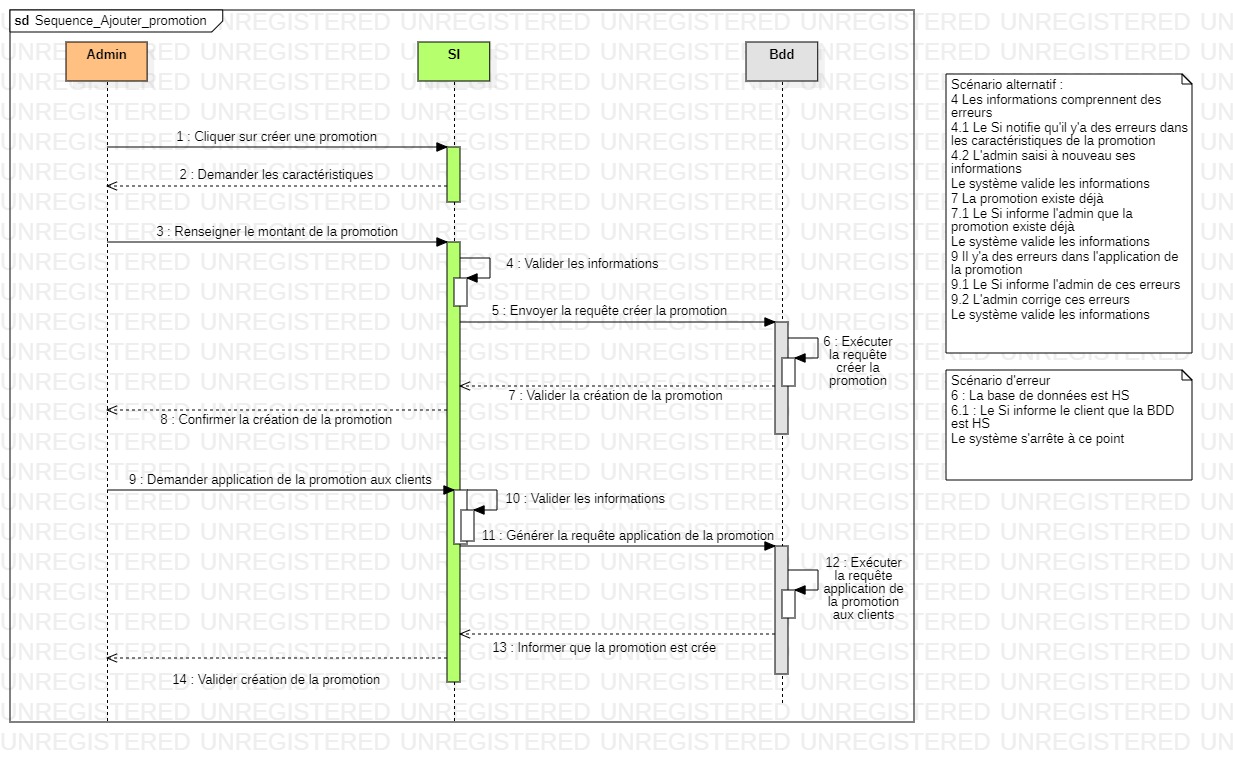 sd Sequence_Ajouter_promotion
Admin
SI
Bdd
1 : Cliquer sur créer une promotion
2 : Demander les caractéristiques
3 : Renseigner le montant de la promotion
4 : Valider les informations
5 : Envoyer la requête créer la promotion
6 : Exécuter
la requête
créer la
promotion
7 : Valider la création de la promotion
8 : Confirmer la création de la promotion
9 : Demander application de la promotion aux clients
10 : Valider les informations
11 : Générer la requête application de la promotion
12 : Exécuter
la requête
application de
la promotion
aux clients
13 : Informer que la promotion est crée
14 : Valider création de la promotion
Scénario alternatif :
4 Les informations comprennent des
erreurs
4.1 Le Si notifie qu'il y'a des erreurs dans
les caractéristiques de la promotion
4.2 L'admin saisi à nouveau ses
informations
Le système valide les informations
7 La promotion existe déjà
7.1 Le Si informe l'admin que la
promotion existe déjà
Le système valide les informations
9 Il y'a des erreurs dans l'application de
la promotion
9.1 Le Si informe l'admin de ces erreurs
9.2 L'admin corrige ces erreurs
Le système valide les informations
Scénario d'erreur
6 : La base de données est HS
6.1 : Le Si informe le client que la BDD
est HS
Le système s'arrête à ce point
UNREGISTERED